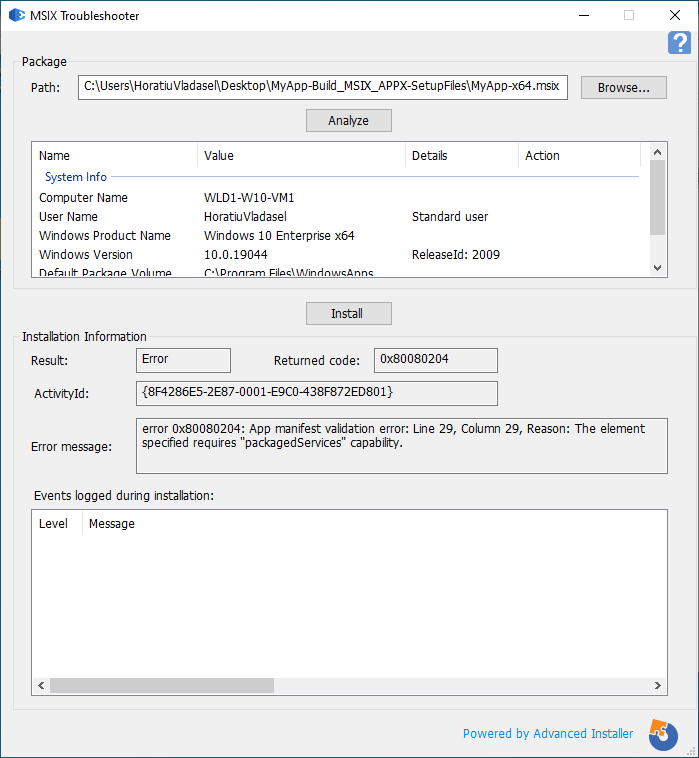 MSIX Troubleshooter
?
Package
Path: C:\Users\HoratiuVladasel\Desktop\MyApp-Build_MSIX_APPX-SetupFiles\MyApp-x64.msix Browse...
Analyze
Name Value Details Action
System Info
Computer Name WLD1-W10-VM1
User Name HoratiuVladasel Standard user
Windows Product Name Windows 10 Enterprise x64
Windows Version 10.0.19044 ReleaseId: 2009
Default Package Volume C:\Program Files\WindowsApps
Install
Installation Information
Result: Error Returned code: 0x80080204
ActivityId: {8F4286E5-2E87-0001-E9C0-438F872ED801}
Error message: error 0x80080204: App manifest validation error: Line 29, Column 29, Reason: The element
specified requires "packagedServices" capability.
Events logged during installation:
Level Message
Powered by Advanced Installer